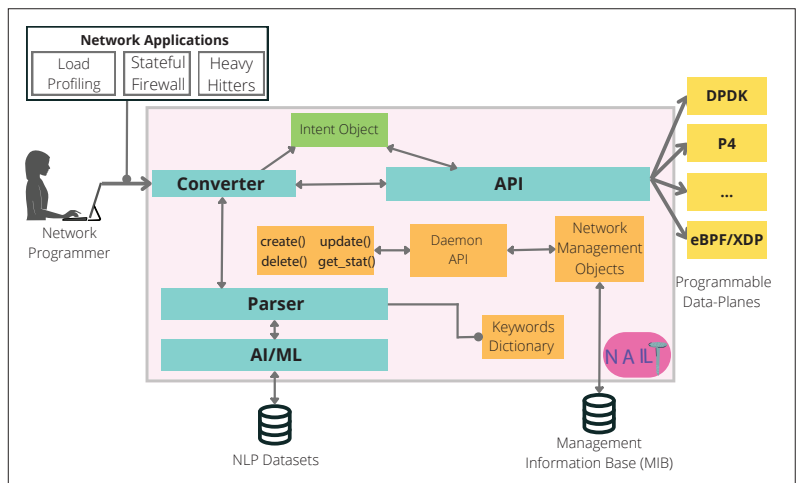 Network Applications
Load
Profiling
Stateful
Firewall
Heavy
Hitters
Intent Object
Converter
API
Network
Programmer
create() update()
delete() get_stat()
Daemon
API
Network
Management
Objects
Parser
AI/ML
Keywords
Dictionary
NAIL
NLP Datasets
Management
Information Base (MIB)
DPDK
P4
...
eBPF/XDP
Programmable
Data-Planes